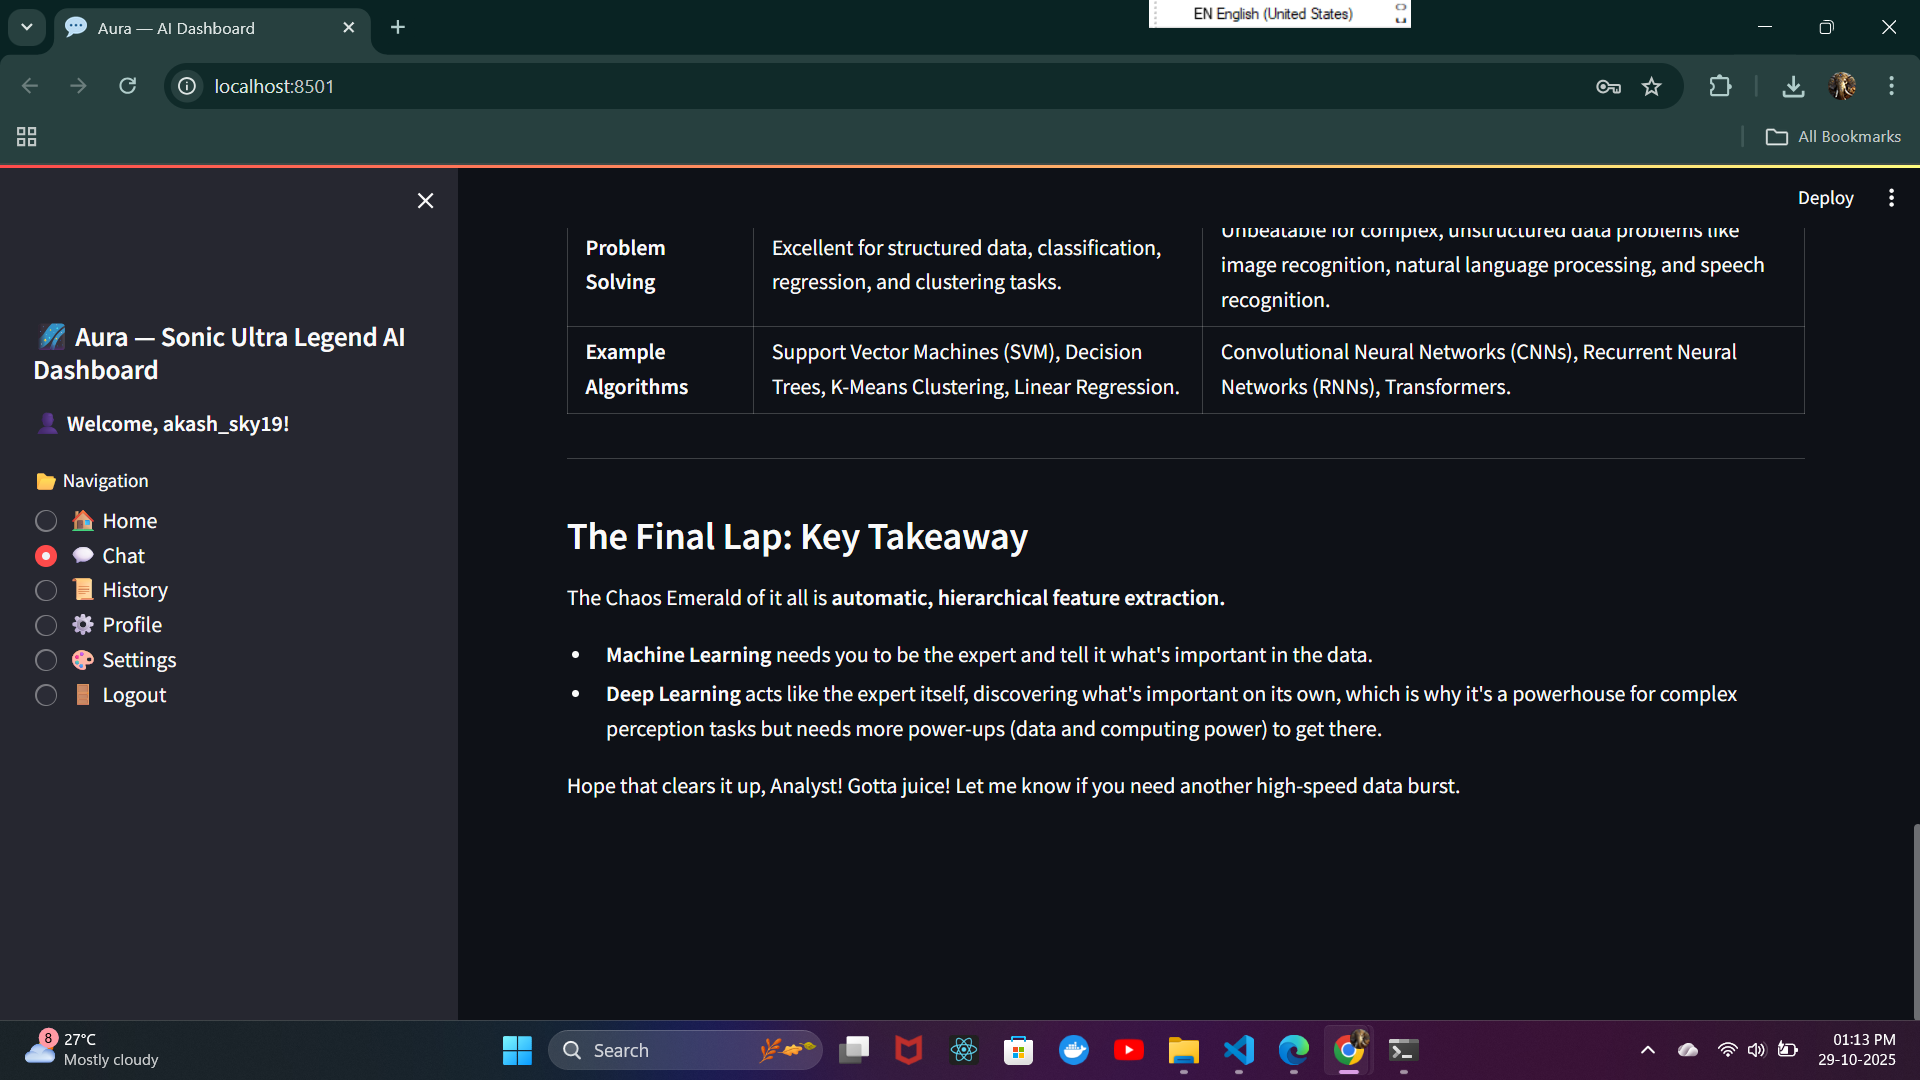 Aura — AI Dashboard
EN English (United States)
localhost:8501
All Bookmarks
Deploy
Aura — Sonic Ultra Legend AI
Dashboard
Welcome, akash_sky19!
Navigation
Home
Chat
History
Profile
Settings
Logout
Problem
Solving
Excellent for structured data, classification,
regression, and clustering tasks.
Unbeatable for complex, unstructured data problems like
image recognition, natural language processing, and speech
recognition.
Example
Algorithms
Support Vector Machines (SVM), Decision
Trees, K-Means Clustering, Linear Regression.
Convolutional Neural Networks (CNNs), Recurrent Neural
Networks (RNNs), Transformers.
The Final Lap: Key Takeaway
The Chaos Emerald of it all is automatic, hierarchical feature extraction.
• Machine Learning needs you to be the expert and tell it what's important in the data.
• Deep Learning acts like the expert itself, discovering what's important on its own, which is why it's a powerhouse for complex
perception tasks but needs more power-ups (data and computing power) to get there.
Hope that clears it up, Analyst! Gotta juice! Let me know if you need another high-speed data burst.
8
27°C
Mostly cloudy
Search
01:13 PM
29-10-2025